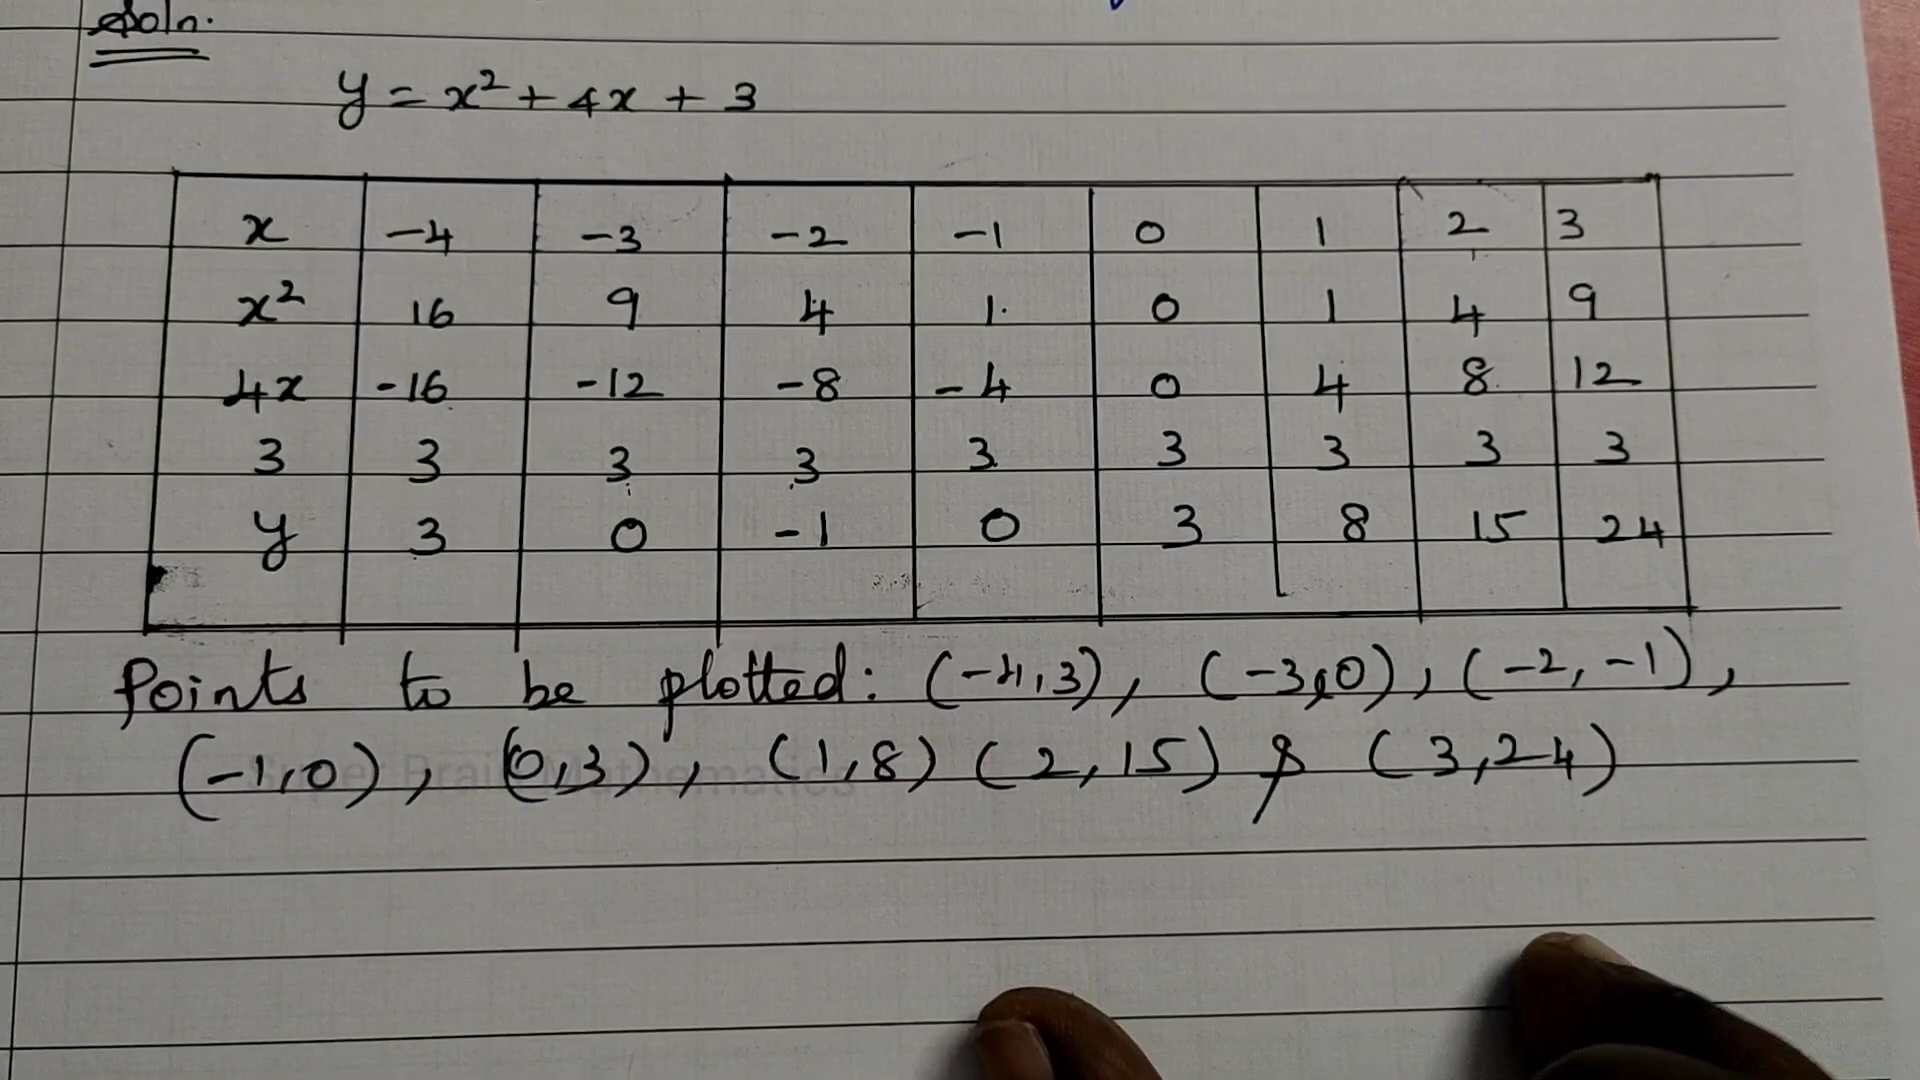 Soln.
y = x² + 4x + 3
x -4 -3 -2 -1 0 1 2 3
x² 16 9 4 1 0 1 4 9
4x -16 -12 -8 -4 0 4 8 12
3 3 3 3 3 3 3 3 3
y 3 0 -1 0 3 8 15 24
Points to be plotted: (-4,3), (-3,0), (-2,-1),
(-1,0), (0,3), (1,8) (2,15) & (3,24)
Super Brain Mathematics